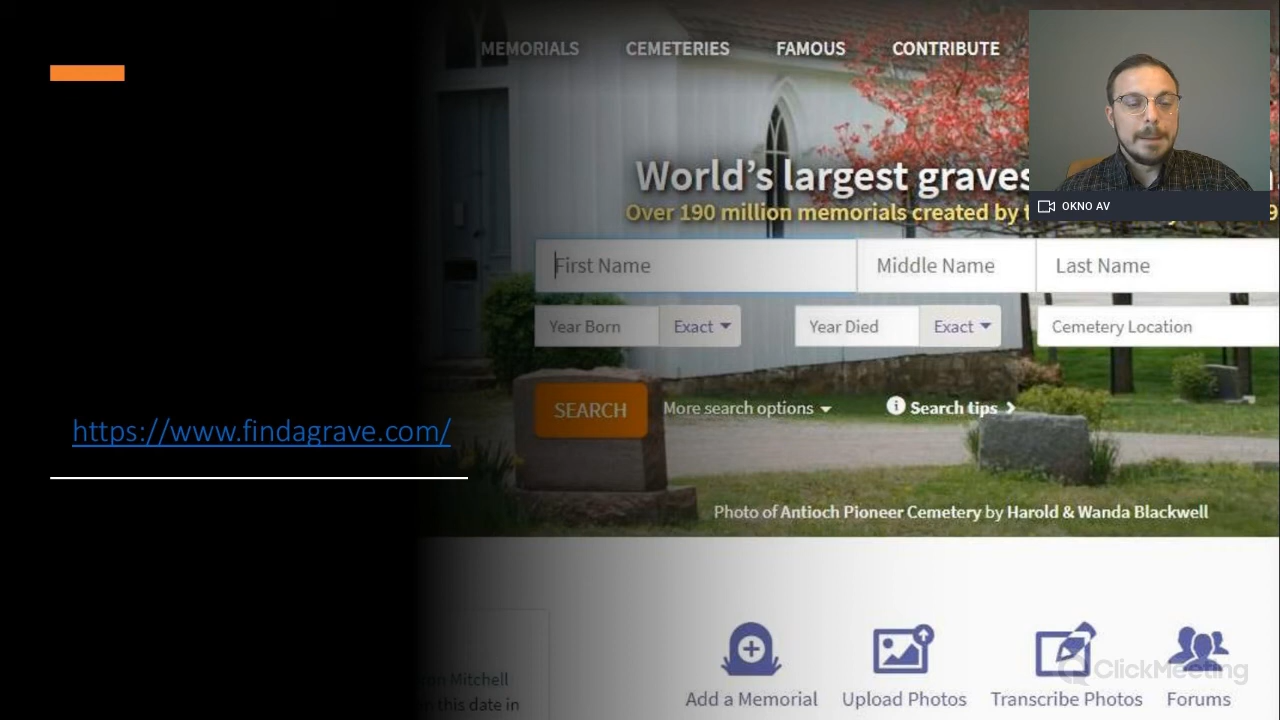 MEMORIALS CEMETERIES FAMOUS CONTRIBUTE
World's largest graves
Over 190 million memorials created by
OKNO AV
First Name Middle Name Last Name
Year Born Exact Year Died Exact Cemetery Location
SEARCH More search options Search tips
https://www.findagrave.com/
Photo of Antioch Pioneer Cemetery by Harold & Wanda Blackwell
Mitchell
this date in
ClickMeeting
Add a Memorial Upload Photos Transcribe Photos Forums